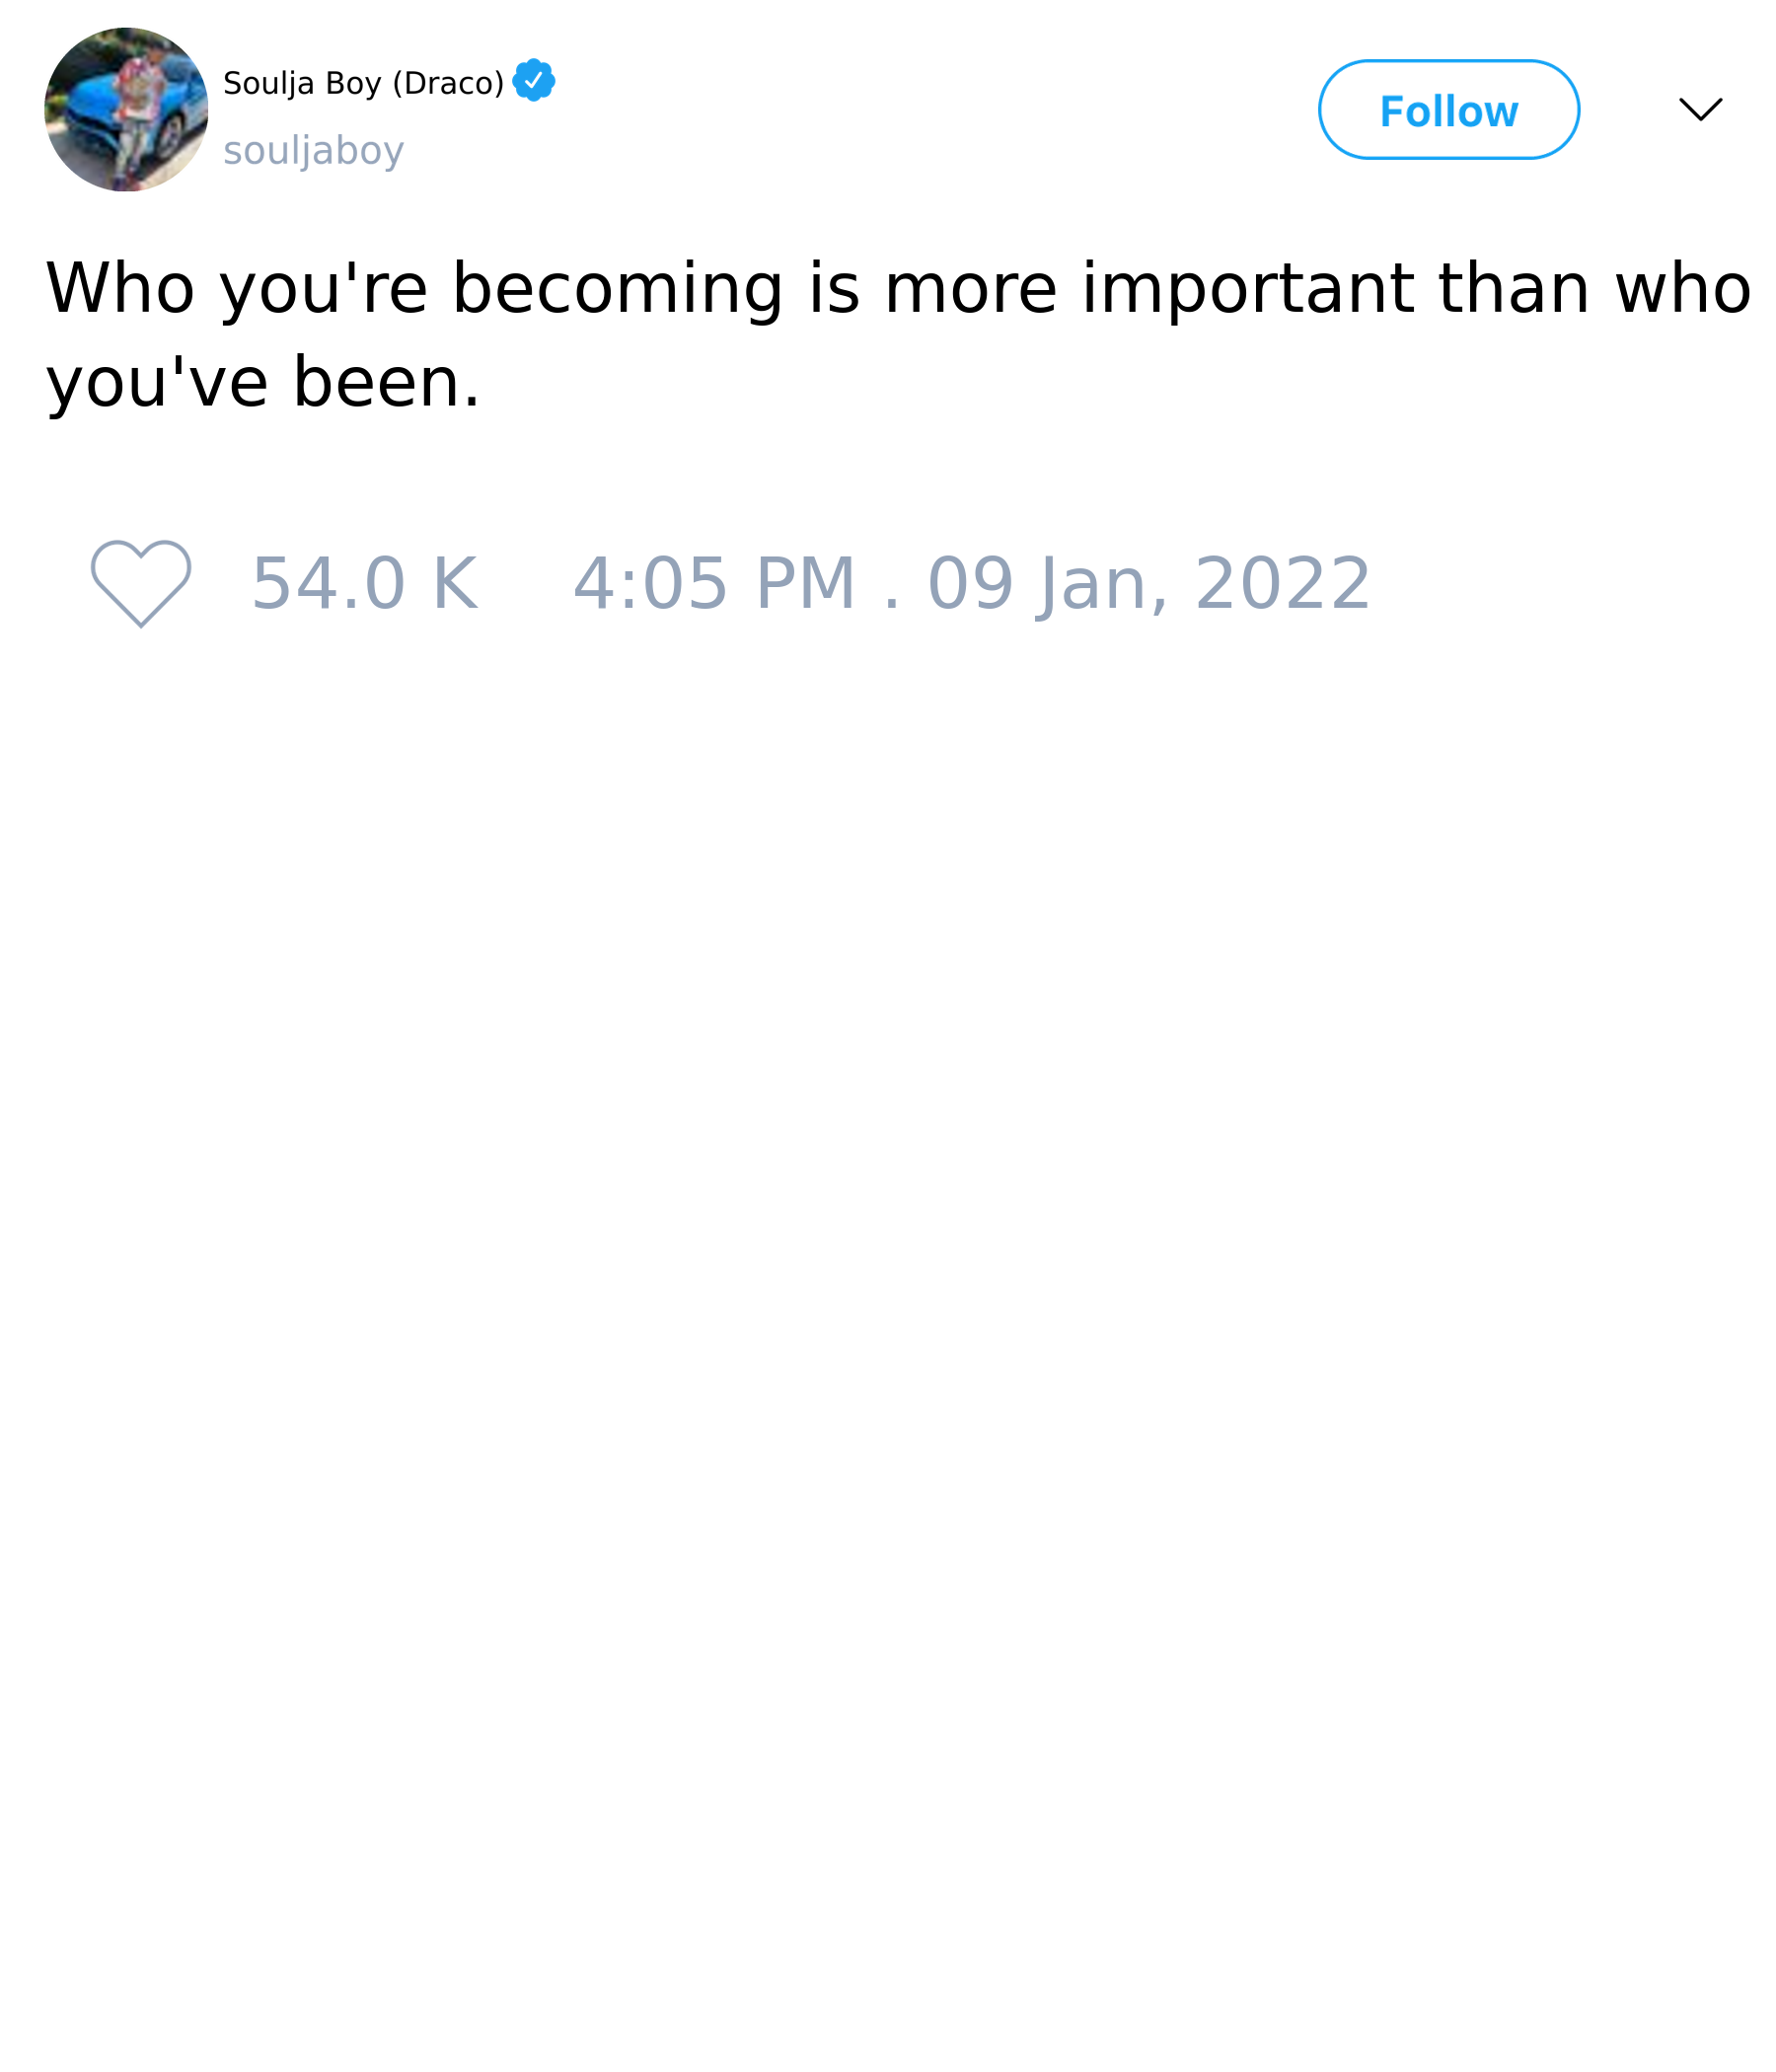 Soulja Boy (Draco)
souljaboy
Follow
Who you're becoming is more important than who
you've been.
54.0 K 4:05 PM . 09 Jan, 2022